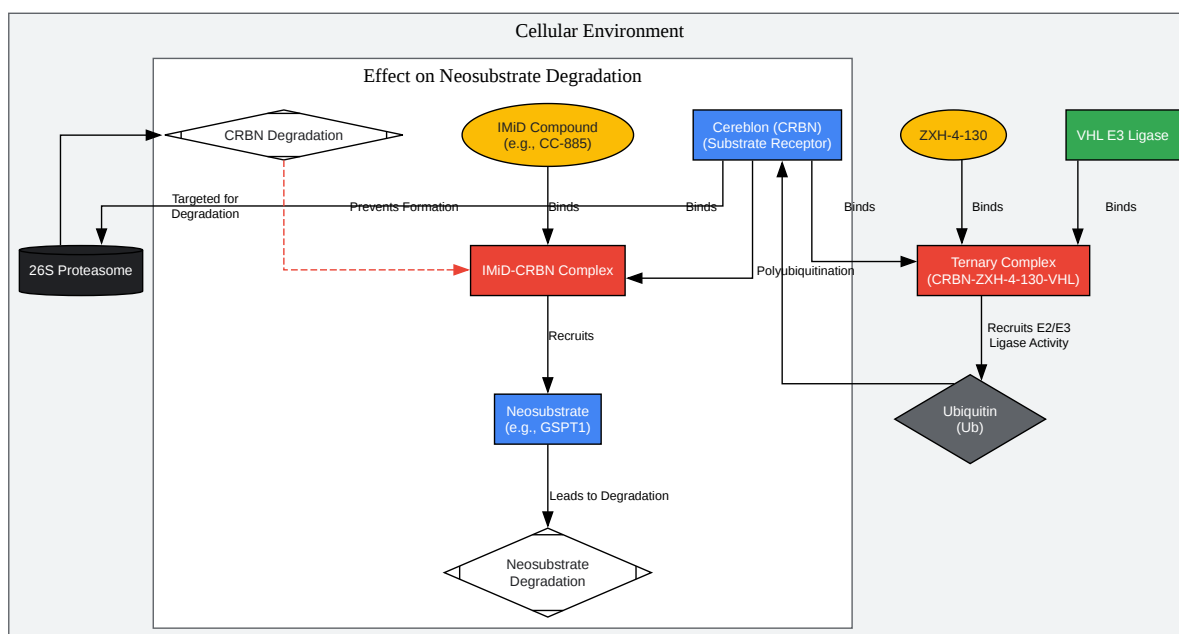 Cellular Environment
Effect on Neosubstrate Degradation
CRBN Degradation
IMiD Compound
(e.g., CC-885)
Cereblon (CRBN)
(Substrate Receptor)
ZXH-4-130
VHL E3 Ligase
Targeted for
Degradation
Prevents Formation
Binds
Binds
Binds
Binds
Binds
26S Proteasome
IMiD-CRBN Complex
Polyubiquitination
Ternary Complex
(CRBN-ZXH-4-130-VHL)
Recruits
Recruits E2/E3
Ligase Activity
Neosubstrate
(e.g., GSPT1)
Ubiquitin
(Ub)
Leads to Degradation
Neosubstrate
Degradation